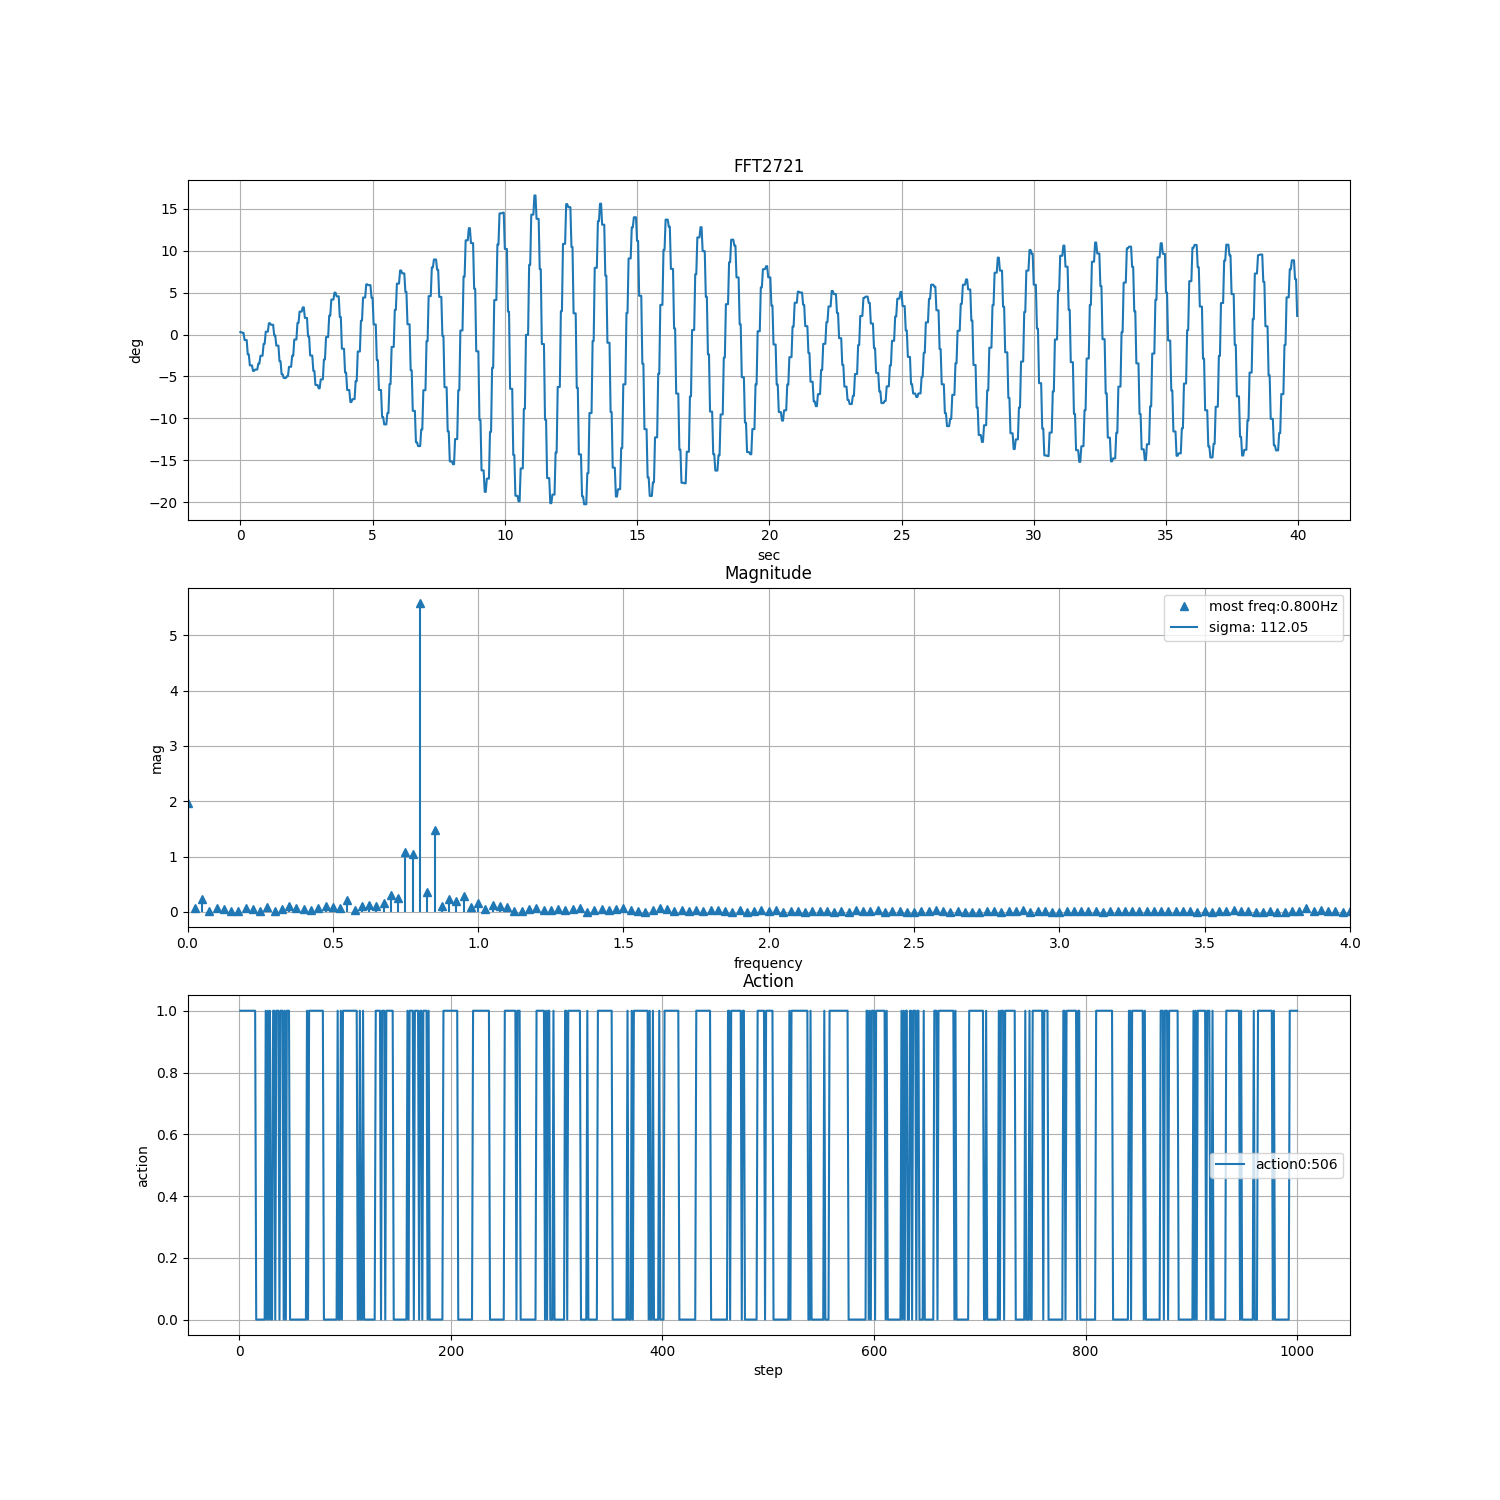 FFT2721
15
10
5
0
−5
−10
−15
−20
deg
0 5 10 15 20 25 30 35 40
sec
Magnitude
most freq:0.800Hz
sigma: 112.05
5
4
3
2
1
0
mag
0.0 0.5 1.0 1.5 2.0 2.5 3.0 3.5 4.0
frequency
Action
1.0
0.8
0.6
0.4
0.2
0.0
action
action0:506
0 200 400 600 800 1000
step